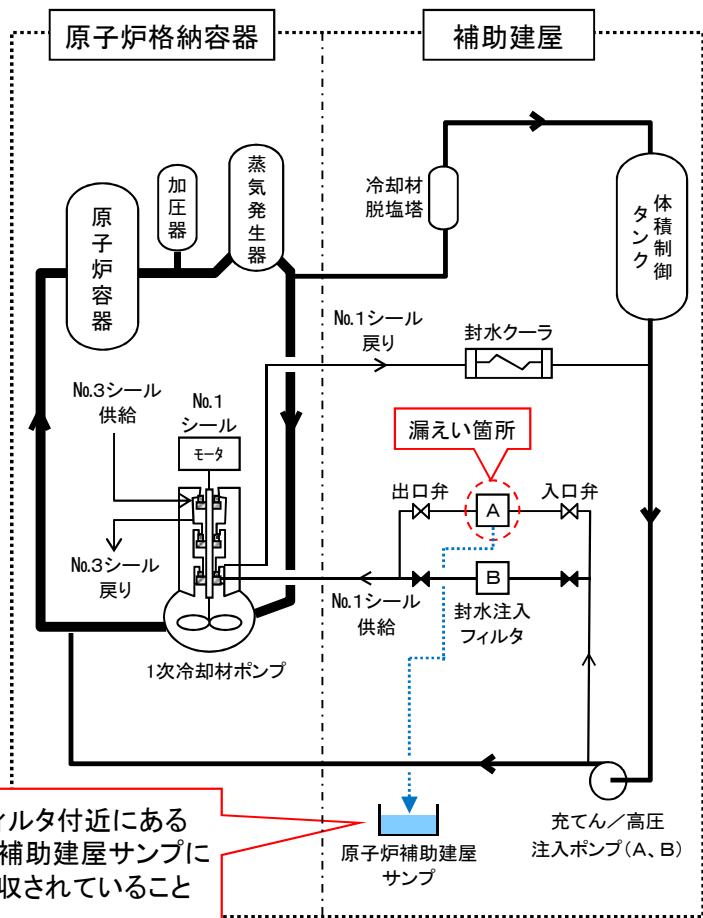 原子炉格納容器
補助建屋
加圧器
蒸気発生器
原子炉容器
冷却材
脱塩塔
体積制御
タンク
No.1シール
戻り
封水クーラ
No.3シール
供給
No.1
シール
モータ
漏えい箇所
出口弁
A
入口弁
No.3シール
戻り
B
No.1シール
供給
封水注入
フィルタ
1次冷却材ポンプ
ィルタ付近にある
補助建屋サンプに
収されていること
原子炉補助建屋
サンプ
充てん/高圧
注入ポンプ(A、B)